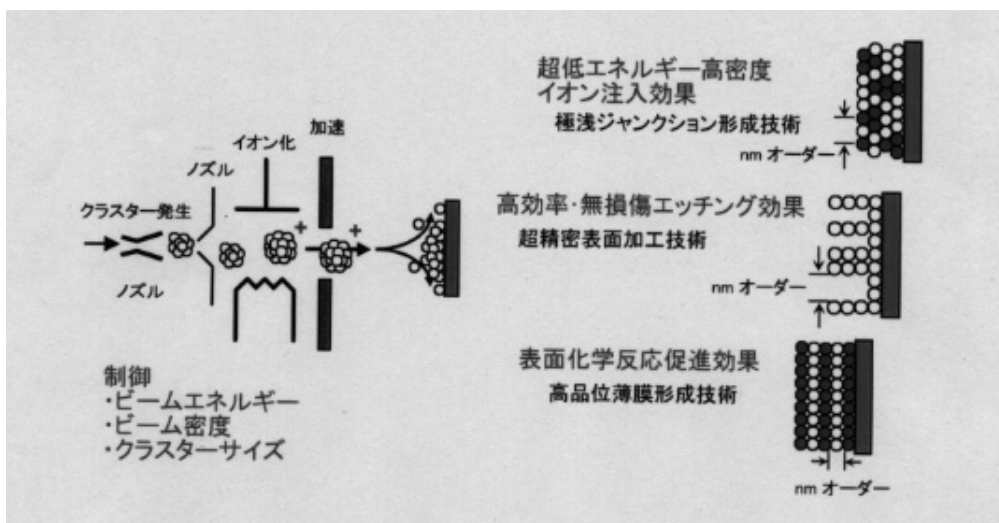 クラスター発生
ノズル
ノズル
イオン化
加速
+
+
制御
・ビームエネルギー
・ビーム密度
・クラスターサイズ
超低エネルギー高密度
イオン注入効果
極浅ジャンクション形成技術
nm オーダー
高効率・無損傷エッチング効果
超精密表面加工技術
nm オーダー
表面化学反応促進効果
高品位薄膜形成技術
nm オーダー